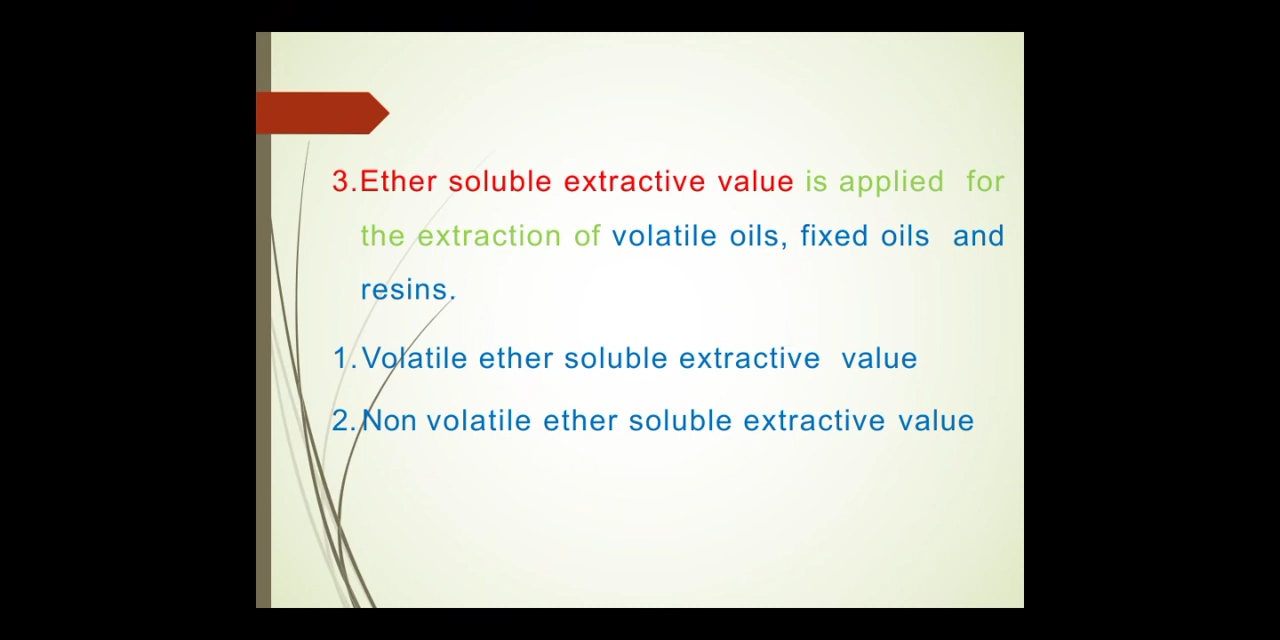 3.Ether soluble extractive value is applied for
the extraction of volatile oils, fixed oils and
resins.
1.Volatile ether soluble extractive value
2.Non volatile ether soluble extractive value